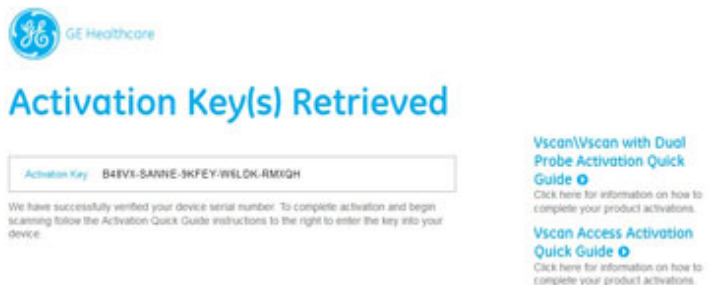 GE Healthcare
Activation Key(s) Retrieved
Activation Key B48VX-SANNE-9KFEY-W6LDK-RMXQH
We have successfully verified your device serial number. To complete activation and begin
scanning follow the Activation Quick Guide instructions to the right to enter the key into your
device.
Vscan\Vscan with Dual
Probe Activation Quick
Guide
Click here for information on how to
complete your product activations.
Vscan Access Activation
Quick Guide
Click here for information on how to
complete your product activations.